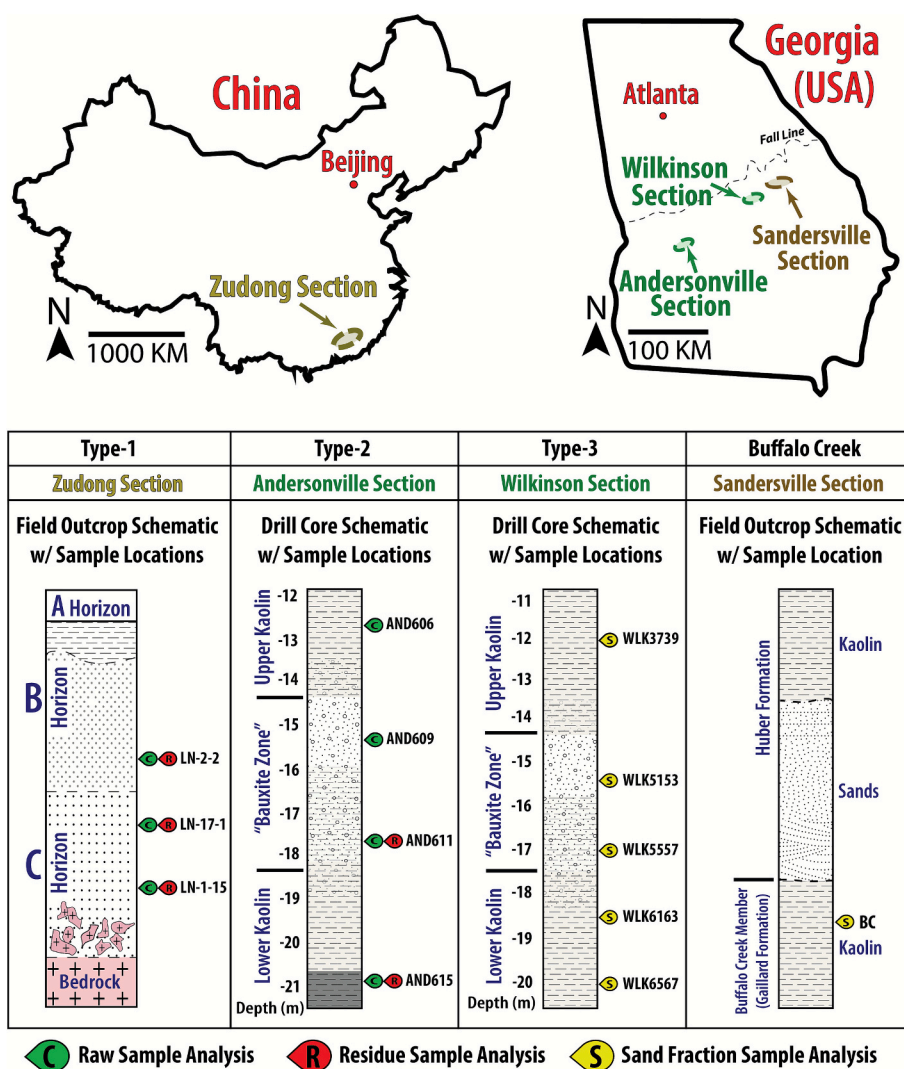 China
Beijing
Zudong Section
N
1000 KM
Georgia
(USA)
Atlanta
Fall Line
Wilkinson
Section
Sandersville
Section
Andersonville
Section
N
100 KM
Type-1
Type-2
Type-3
Buffalo Creek
Zudong Section
Andersonville Section
Wilkinson Section
Sandersville Section
Field Outcrop Schematic
w/ Sample Locations
A Horizon
B
Horizon
C
Horizon
Bedrock
C R LN-2-2
C R LN-17-1
C R LN-1-15
Drill Core Schematic
w/ Sample Locations
Upper Kaolin
"Bauxite Zone"
Lower Kaolin
-12
-13
-14
-15
-16
-17
-18
-19
-20
-21
Depth (m)
C AND606
C AND609
C R AND611
C R AND615
Drill Core Schematic
w/ Sample Locations
Upper Kaolin
"Bauxite Zone"
Lower Kaolin
-11
-12
-13
-14
-15
-16
-17
-18
-19
-20
Depth (m)
S WLK3739
S WLK5153
S WLK5557
S WLK6163
S WLK6567
Field Outcrop Schematic
w/ Sample Location
Huber Formation
Buffalo Creek Member
(Gaillard Formation)
Kaolin
Sands
S BC
Kaolin
C Raw Sample Analysis
R Residue Sample Analysis
S Sand Fraction Sample Analysis